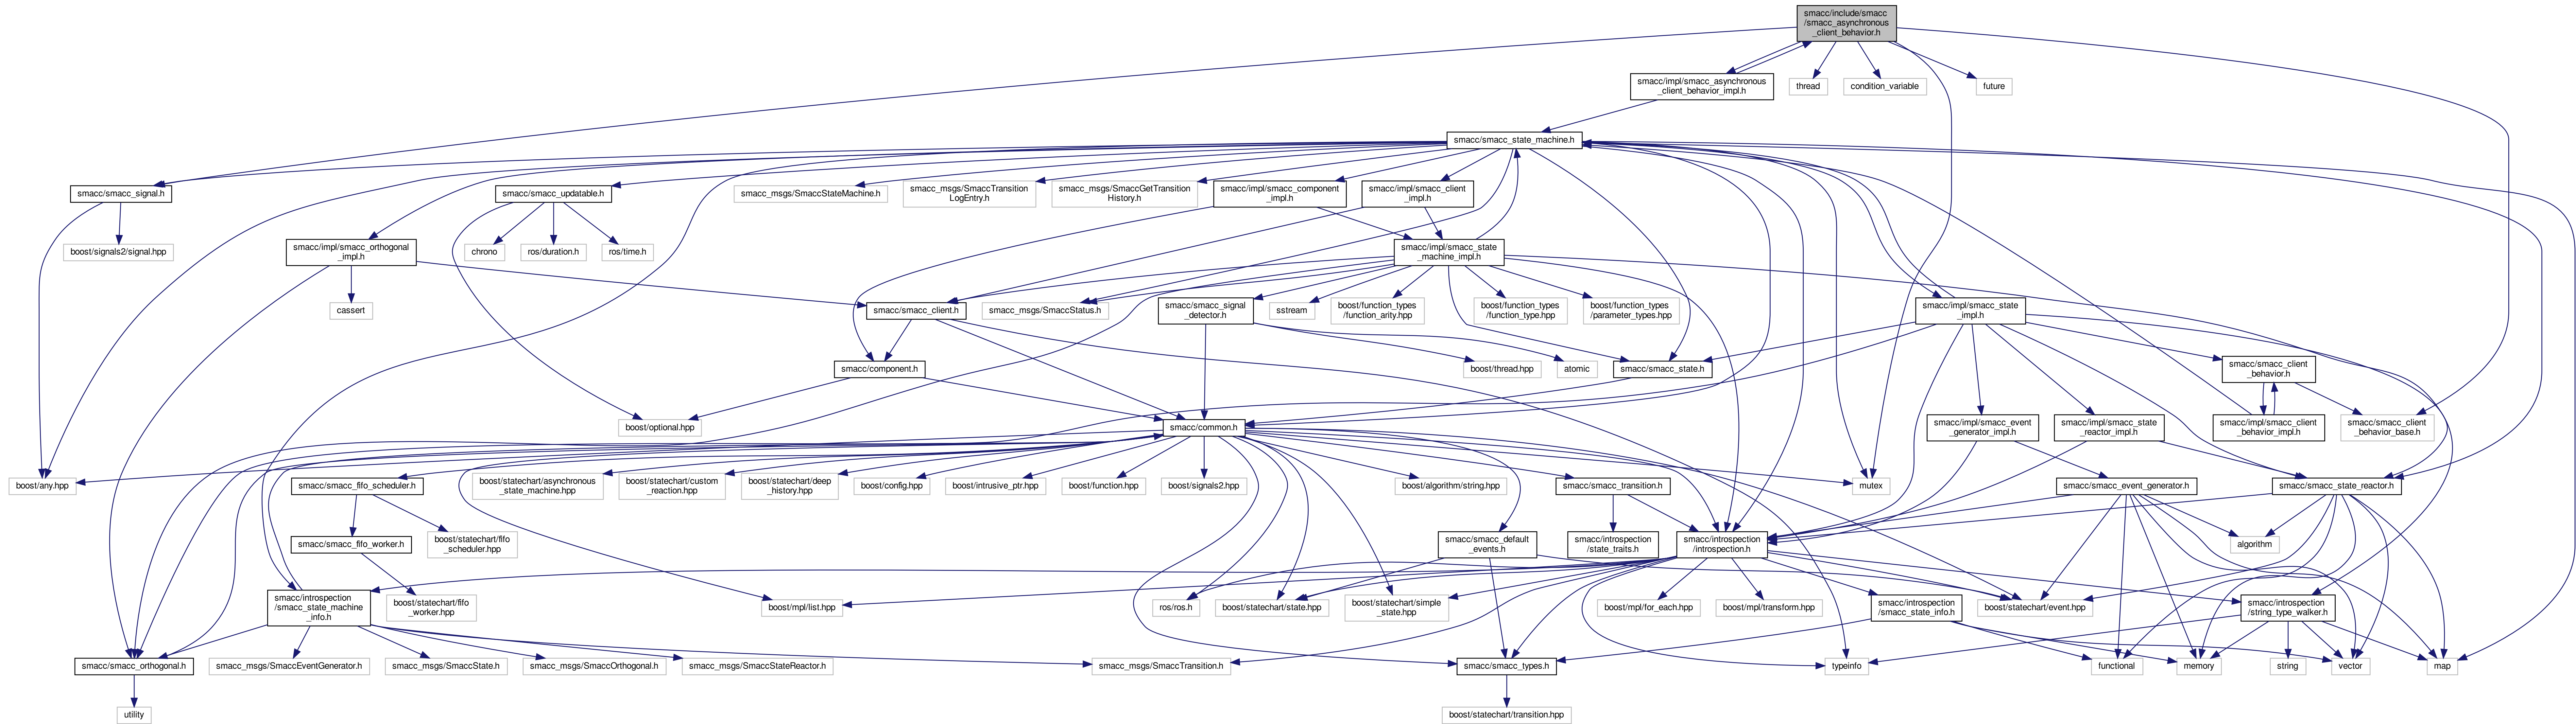 smacc/include/smacc
/smacc_asynchronous
_client_behavior.h
smacc/impl/smacc_asynchronous
_client_behavior_impl.h
thread
condition_variable
future
smacc/smacc_state_machine.h
smacc/smacc_signal.h
smacc/smacc_updatable.h
smacc_msgs/SmaccStateMachine.h
smacc_msgs/SmaccTransition
LogEntry.h
smacc_msgs/SmaccGetTransition
History.h
smacc/impl/smacc_component
_impl.h
smacc/impl/smacc_client
_impl.h
boost/signals2/signal.hpp
smacc/impl/smacc_orthogonal
_impl.h
chrono
ros/duration.h
ros/time.h
smacc/impl/smacc_state
_machine_impl.h
cassert
smacc/smacc_client.h
smacc_msgs/SmaccStatus.h
smacc/smacc_signal
_detector.h
sstream
boost/function_types
/function_arity.hpp
boost/function_types
/function_type.hpp
boost/function_types
/parameter_types.hpp
smacc/impl/smacc_state
_impl.h
smacc/component.h
boost/thread.hpp
atomic
smacc/smacc_state.h
smacc/smacc_client
_behavior.h
boost/optional.hpp
smacc/common.h
smacc/impl/smacc_event
_generator_impl.h
smacc/impl/smacc_state
_reactor_impl.h
smacc/impl/smacc_client
_behavior_impl.h
smacc/smacc_client
_behavior_base.h
boost/any.hpp
smacc/smacc_fifo_scheduler.h
boost/statechart/asynchronous
_state_machine.hpp
boost/statechart/custom
_reaction.hpp
boost/statechart/deep
_history.hpp
boost/config.hpp
boost/intrusive_ptr.hpp
boost/function.hpp
boost/signals2.hpp
boost/algorithm/string.hpp
smacc/smacc_transition.h
mutex
smacc/smacc_event_generator.h
smacc/smacc_state_reactor.h
smacc/smacc_fifo_worker.h
boost/statechart/fifo
_scheduler.hpp
smacc/smacc_default
_events.h
smacc/introspection
/state_traits.h
smacc/introspection
/introspection.h
algorithm
smacc/introspection
/smacc_state_machine
_info.h
boost/statechart/fifo
_worker.hpp
boost/mpl/list.hpp
ros/ros.h
boost/statechart/state.hpp
boost/statechart/simple
_state.hpp
boost/mpl/for_each.hpp
boost/mpl/transform.hpp
smacc/introspection
/smacc_state_info.h
boost/statechart/event.hpp
smacc/introspection
/string_type_walker.h
smacc/smacc_orthogonal.h
smacc_msgs/SmaccEventGenerator.h
smacc_msgs/SmaccState.h
smacc_msgs/SmaccOrthogonal.h
smacc_msgs/SmaccStateReactor.h
smacc_msgs/SmaccTransition.h
smacc/smacc_types.h
typeinfo
functional
memory
string
vector
map
utility
boost/statechart/transition.hpp